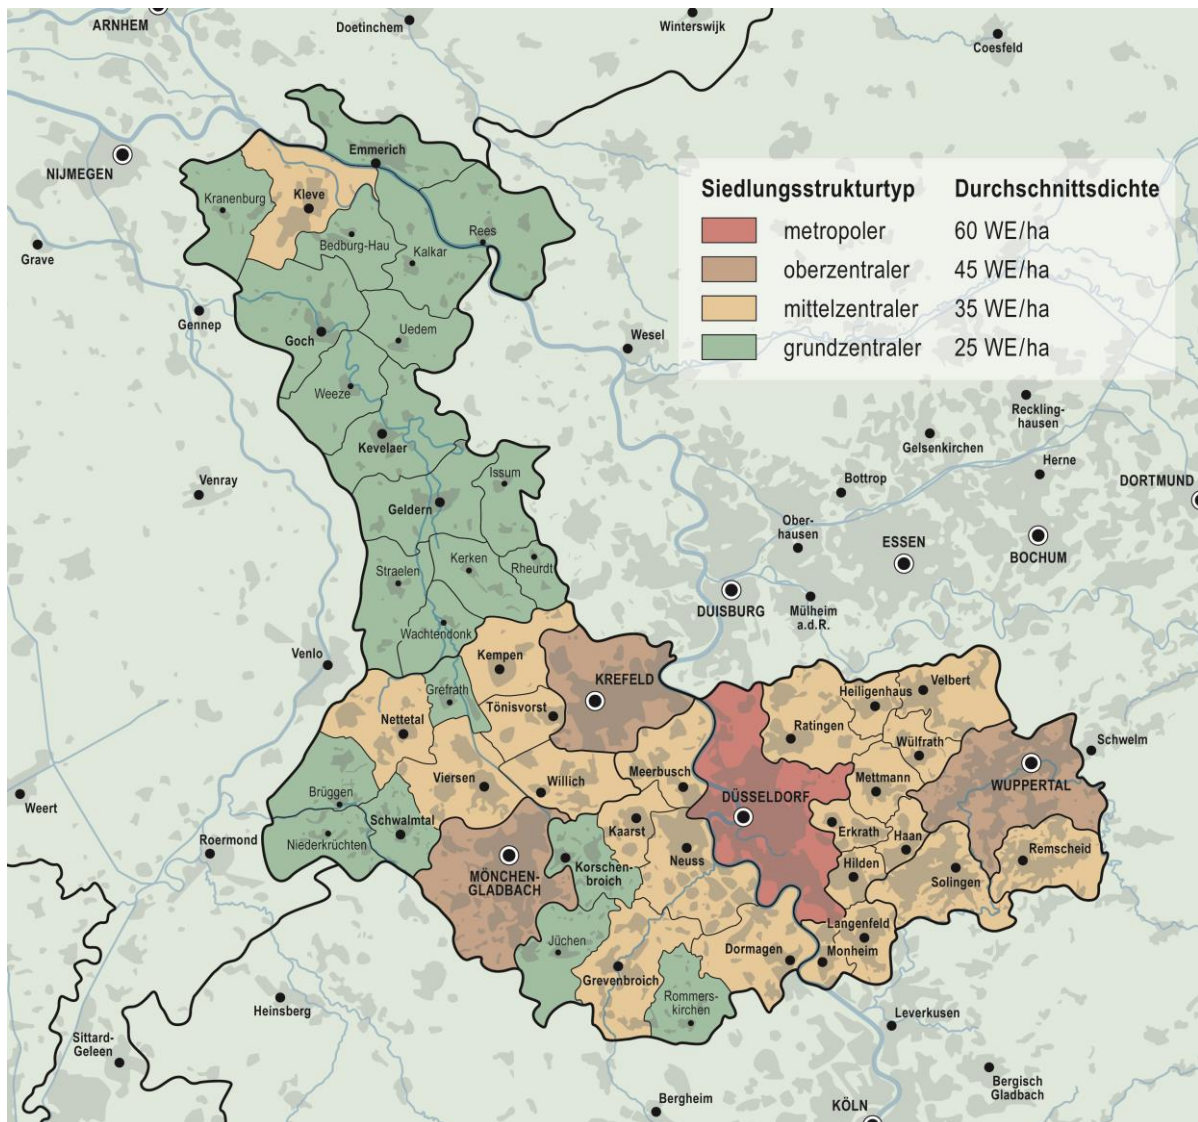 ARNHEM
Doetinchem
Winterswijk
Coesfeld
NIJMEGEN
Emmerich
Kranenburg
Kleve
Siedlungsstrukturtyp Durchschnittsdichte
metropoler 60 WE/ha
oberzentraler 45 WE/ha
mittelzentraler 35 WE/ha
grundzentraler 25 WE/ha
Grave
Bedburg-Hau
Kalkar
Rees
Gennep
Goch
Uedem
Wesel
Weeze
Reckling-
hausen
Kevelaer
Gelsenkirchen
Herne
Venray
Issum
Bottrop
DORTMUND
Geldern
Ober-
hausen
ESSEN
BOCHUM
Straelen
Kerken
Rheurdt
DUISBURG
Mülheim
a.d.R.
Wachtendonk
Venlo
Kempen
KREFELD
Grefrath
Tönisvorst
Nettetal
Heiligenhaus
Velbert
Ratingen
Wülfrath
Schwelm
Viersen
Willich
Meerbusch
Mettmann
WUPPERTAL
Weert
Brüggen
DÜSSELDORF
Schwalmtal
Kaarst
Erkrath
Haan
Roermond
Niederkrüchten
MÖNCHEN-
GLADBACH
Korschen-
broich
Neuss
Hilden
Remscheid
Solingen
Langenfeld
Jüchen
Dormagen
Monheim
Grevenbroich
Rommers-
kirchen
Heinsberg
Leverkusen
Sittard-
Geleen
Bergisch
Gladbach
Bergheim
KÖLN